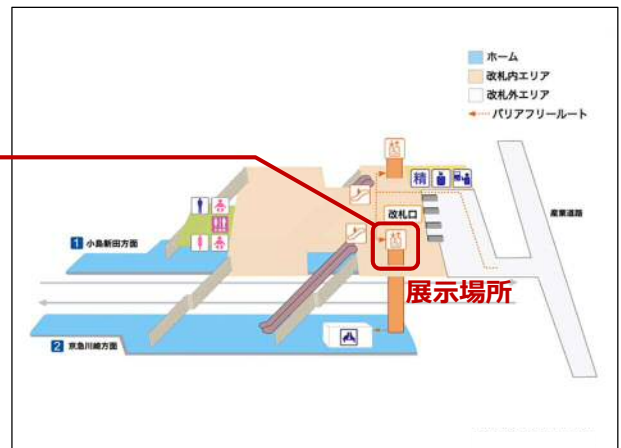 ホーム
改札内エリア
改札外エリア
バリアフリールート
精
改札口
産業道路
1 小島新田方面
展示場所
2 京急川崎方面